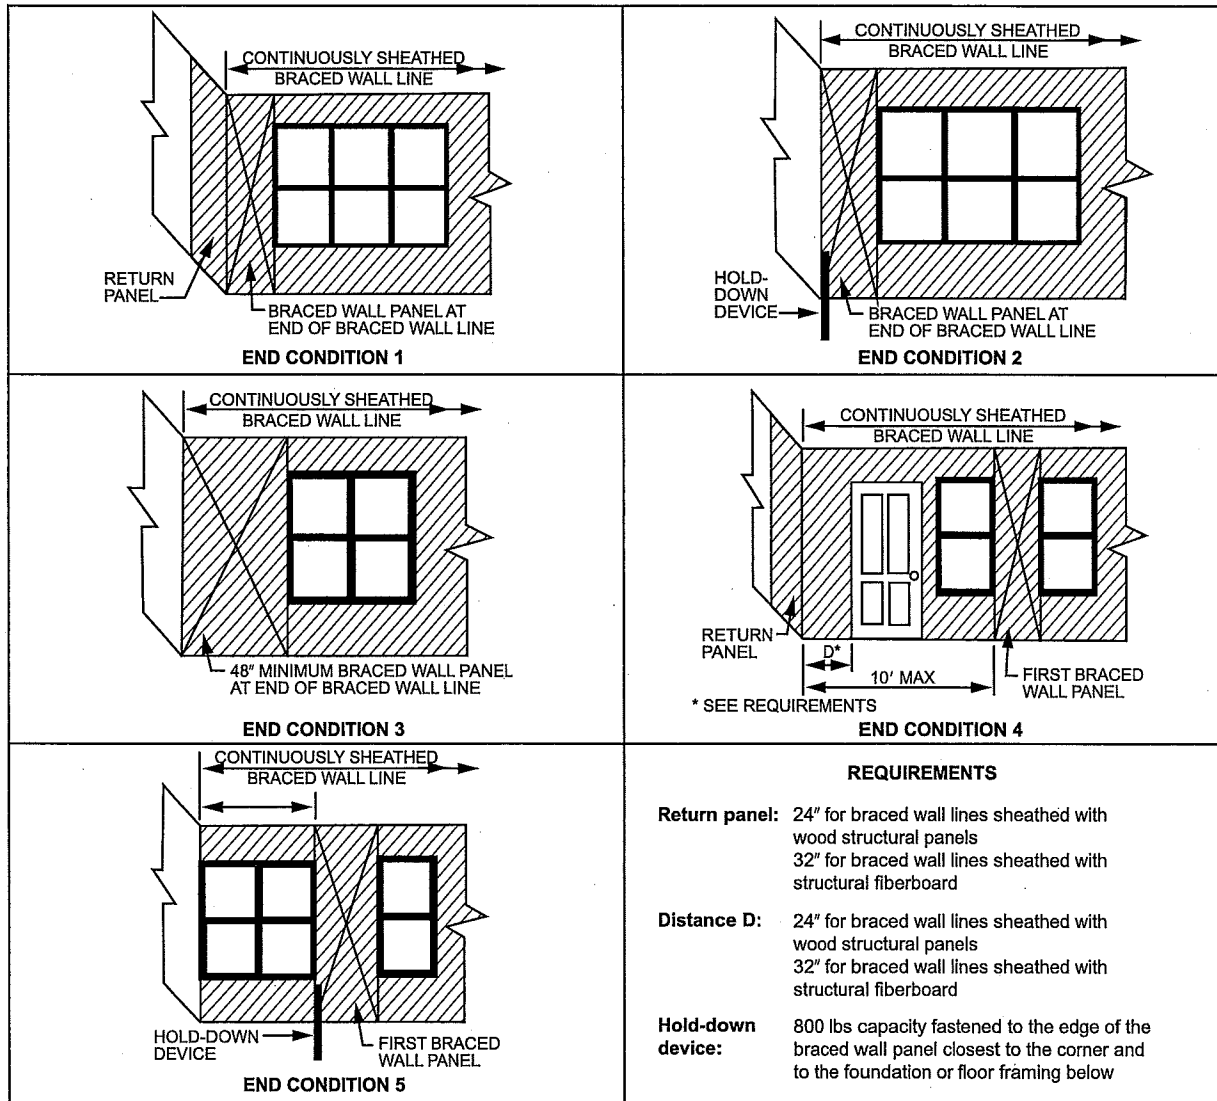 CONTINUOUSLY SHEATHED
BRACED WALL LINE
RETURN
PANEL
BRACED WALL PANEL AT
END OF BRACED WALL LINE
END CONDITION 1
CONTINUOUSLY SHEATHED
BRACED WALL LINE
HOLD-
DOWN
DEVICE
BRACED WALL PANEL AT
END OF BRACED WALL LINE
END CONDITION 2
CONTINUOUSLY SHEATHED
BRACED WALL LINE
48" MINIMUM BRACED WALL PANEL
AT END OF BRACED WALL LINE
END CONDITION 3
CONTINUOUSLY SHEATHED
BRACED WALL LINE
RETURN
PANEL
D*
10' MAX
FIRST BRACED
WALL PANEL
* SEE REQUIREMENTS
END CONDITION 4
CONTINUOUSLY SHEATHED
BRACED WALL LINE
HOLD-DOWN
DEVICE
FIRST BRACED
WALL PANEL
END CONDITION 5
REQUIREMENTS
Return panel: 24" for braced wall lines sheathed with
wood structural panels
32" for braced wall lines sheathed with
structural fiberboard
Distance D: 24" for braced wall lines sheathed with
wood structural panels
32" for braced wall lines sheathed with
structural fiberboard
Hold-down 800 lbs capacity fastened to the edge of the
device: braced wall panel closest to the corner and
to the foundation or floor framing below